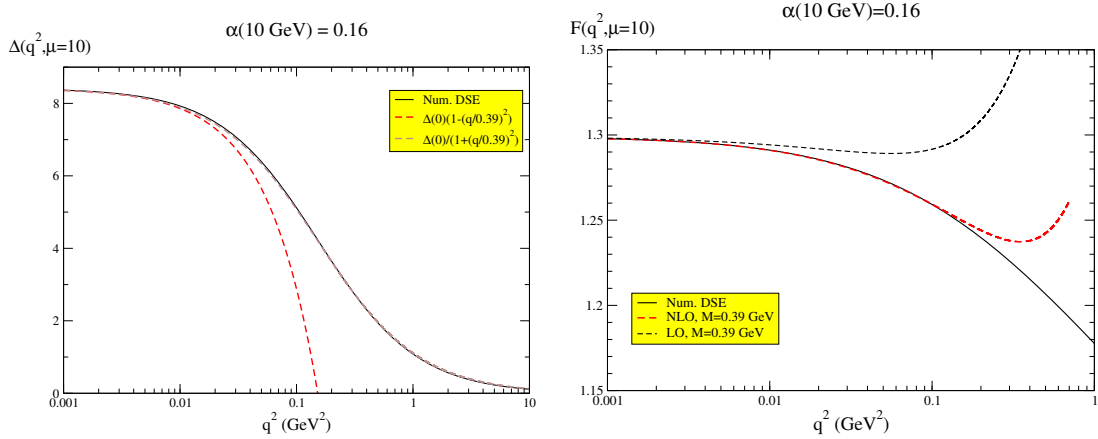 α(10 GeV) = 0.16
Δ(q²,μ=10)
8
6
4
2
0
0.001
0.01
0.1
1
10
q² (GeV²)
Num. DSE
Δ(0)(1-(q/0.39)²)
Δ(0)/(1+(q/0.39)²)
α(10 GeV)=0.16
F(q²,μ=10)
1.35
1.3
1.25
1.2
1.15
0.001
0.01
0.1
1
q² (GeV²)
Num. DSE
NLO, M=0.39 GeV
LO, M=0.39 GeV